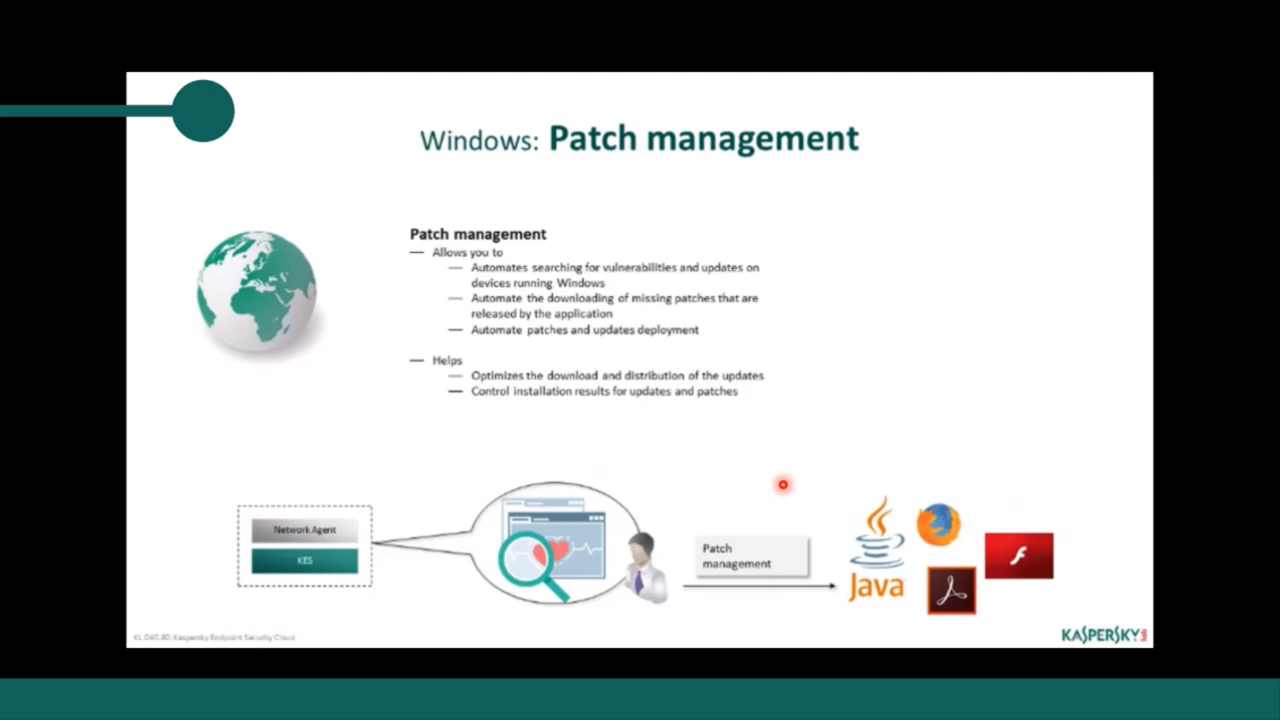 Windows: Patch management
Patch management
— Allows you to
— Automates searching for vulnerabilities and updates on
devices running Windows
— Automate the downloading of missing patches that are
released by the application
— Automate patches and updates deployment
— Helps
— Optimizes the download and distribution of the updates
— Control installation results for updates and patches
Network Agent
KES
Patch
management
Java
KL 040.80: Kaspersky Endpoint Security Cloud
KASPERSKY lab